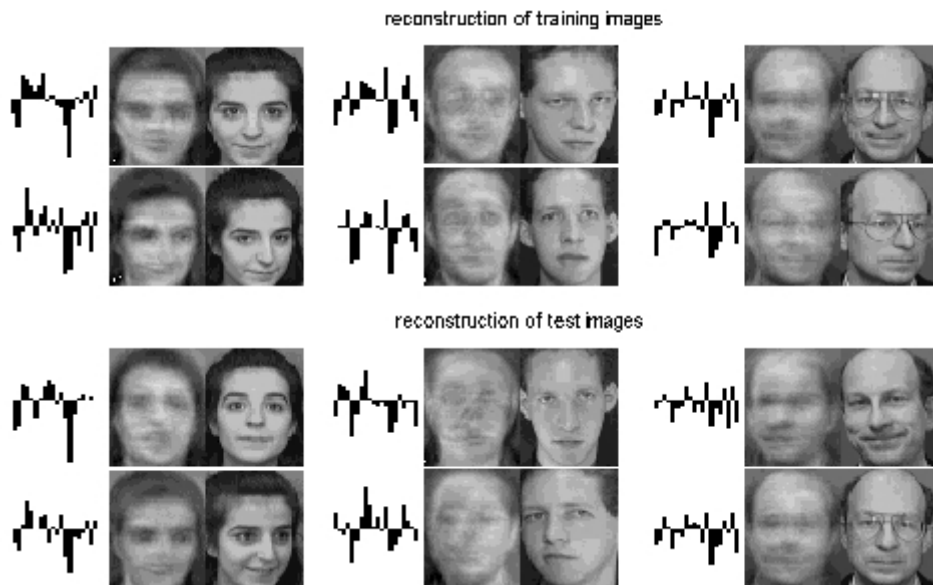 reconstruction of training images
reconstruction of test images